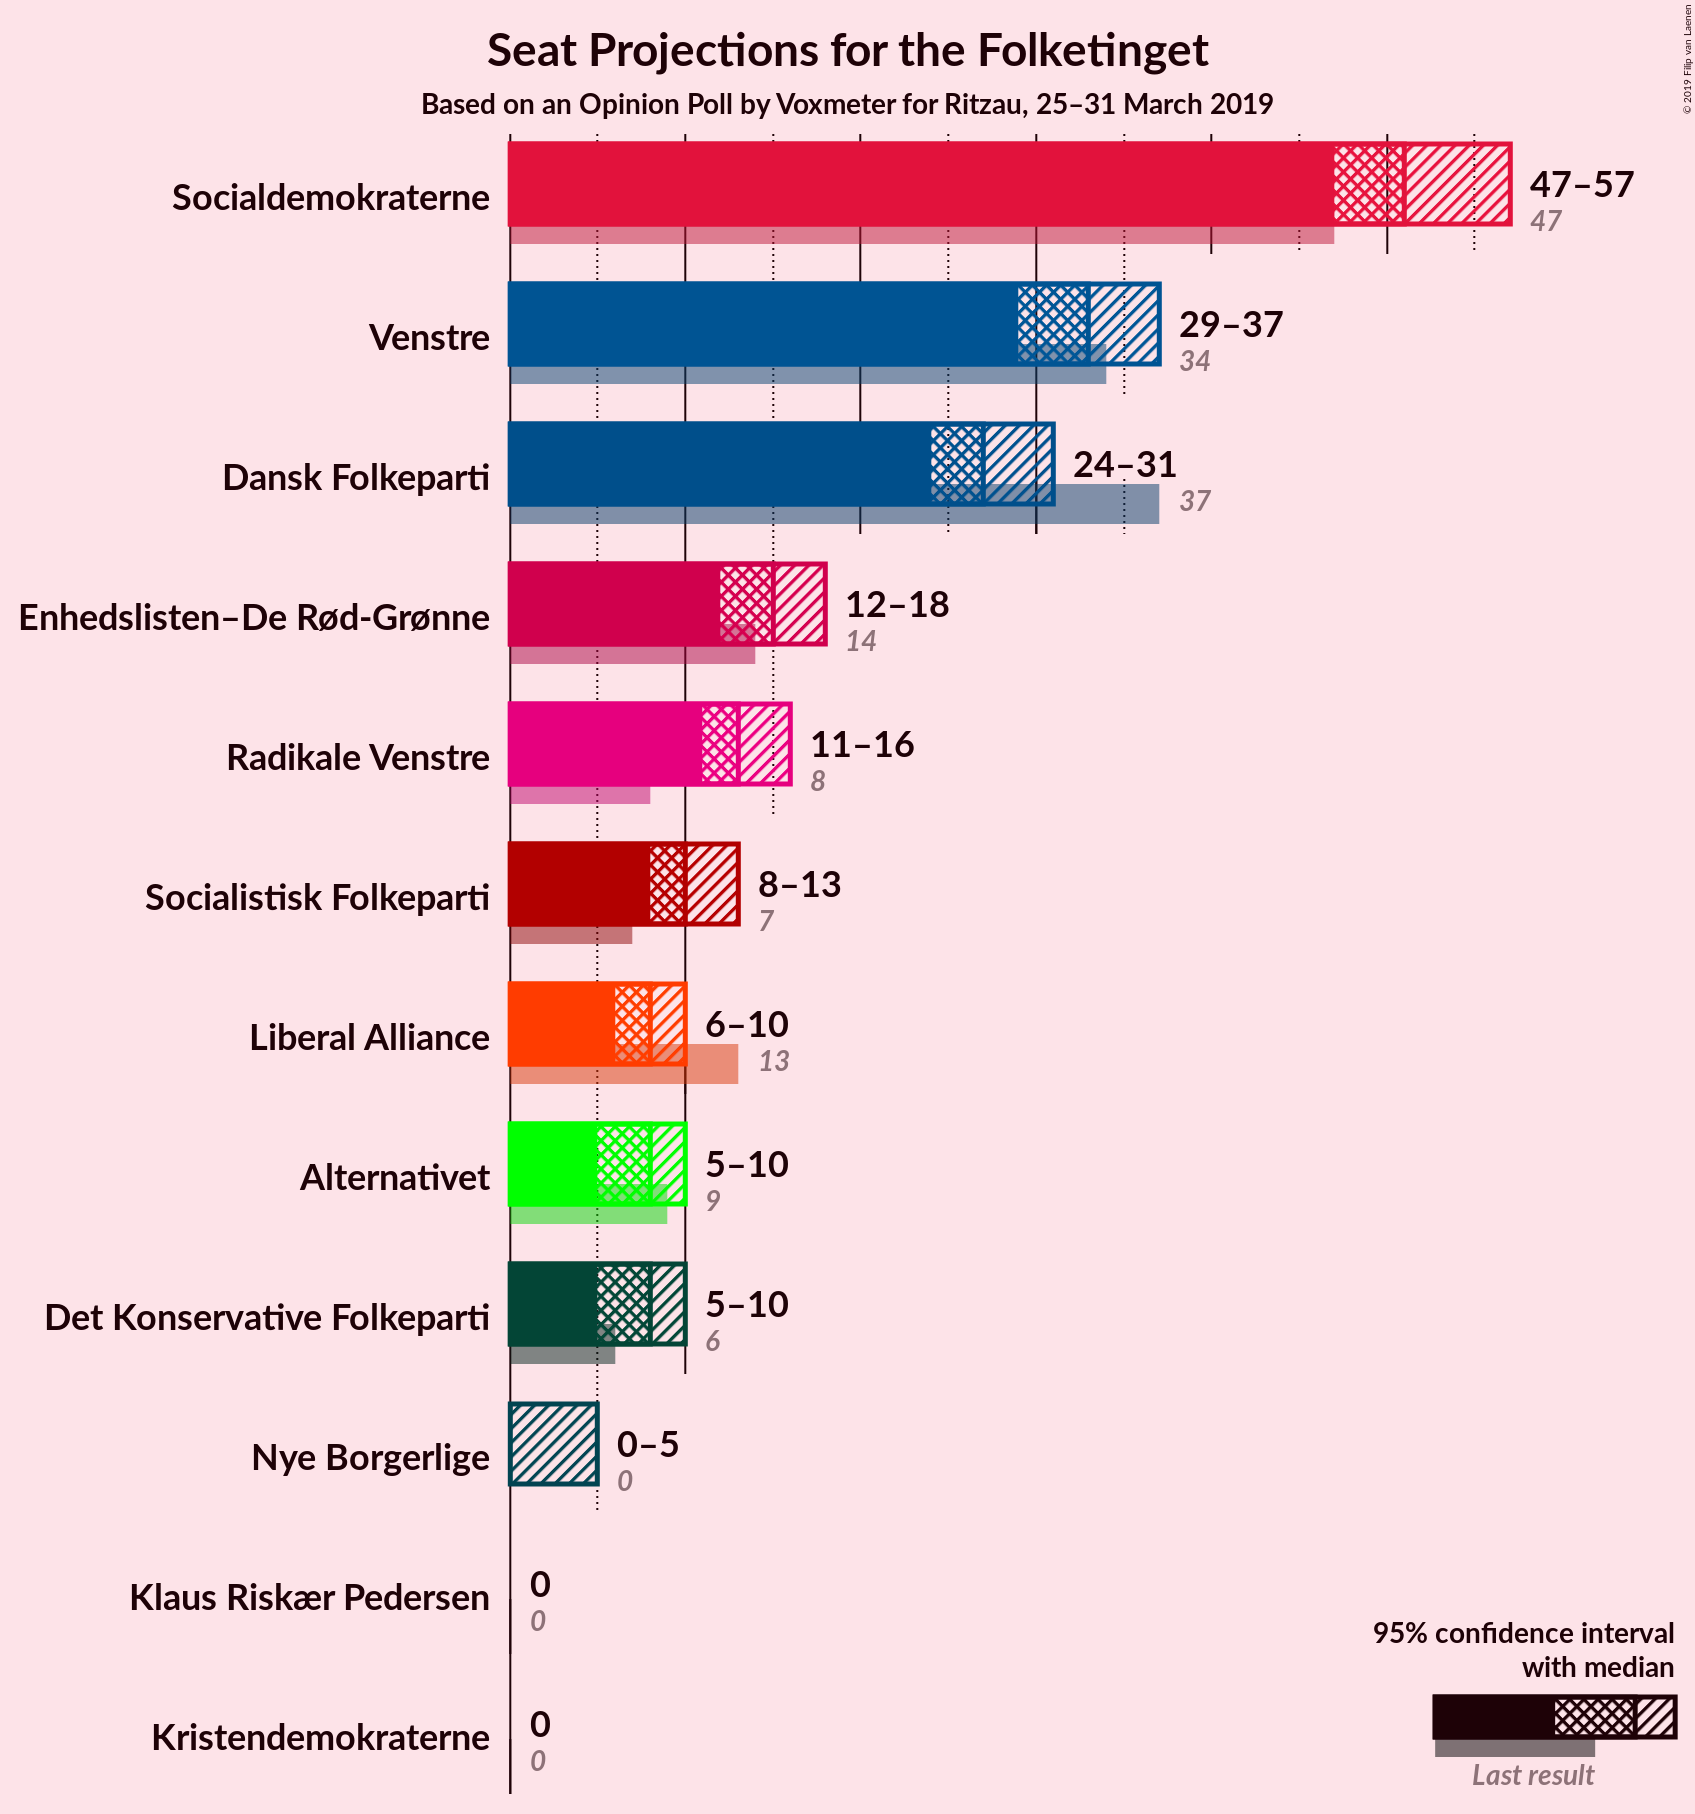 © 2019 Filip van Laenen
Seat Projections for the Folketinget
Based on an Opinion Poll by Voxmeter for Ritzau, 25–31 March 2019
Socialdemokraterne
47–57
47
Venstre
29–37
34
Dansk Folkeparti
24–31
37
Enhedslisten–De Rød-Grønne
12–18
14
Radikale Venstre
11–16
8
Socialistisk Folkeparti
8–13
7
Liberal Alliance
6–10
13
Alternativet
5–10
9
Det Konservative Folkeparti
5–10
6
Nye Borgerlige
0–5
0
Klaus Riskær Pedersen
0
0
Kristendemokraterne
0
0
95% confidence interval
with median
Last result